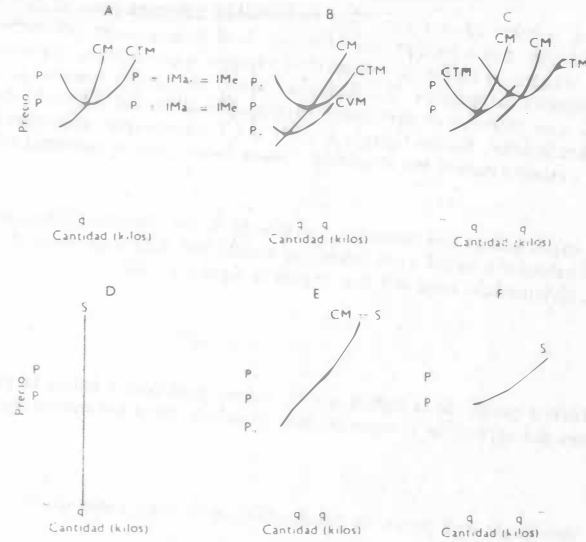 A
B
C
CM
CTM
P
P
P = IMa = IMe
P = IMa = IMe
Precio
CM
CTM
CVM
CTM
CM
CM
CTM
P
P
q
q q
q q
Cantidad (kilos)
Cantidad (kilos)
Cantidad (kilos)
D
E
F
S
CM = S
S
P
P
Precio
P
P
P
P
P
q
q q
q q
Cantidad (kilos)
Cantidad (kilos)
Cantidad (kilos)